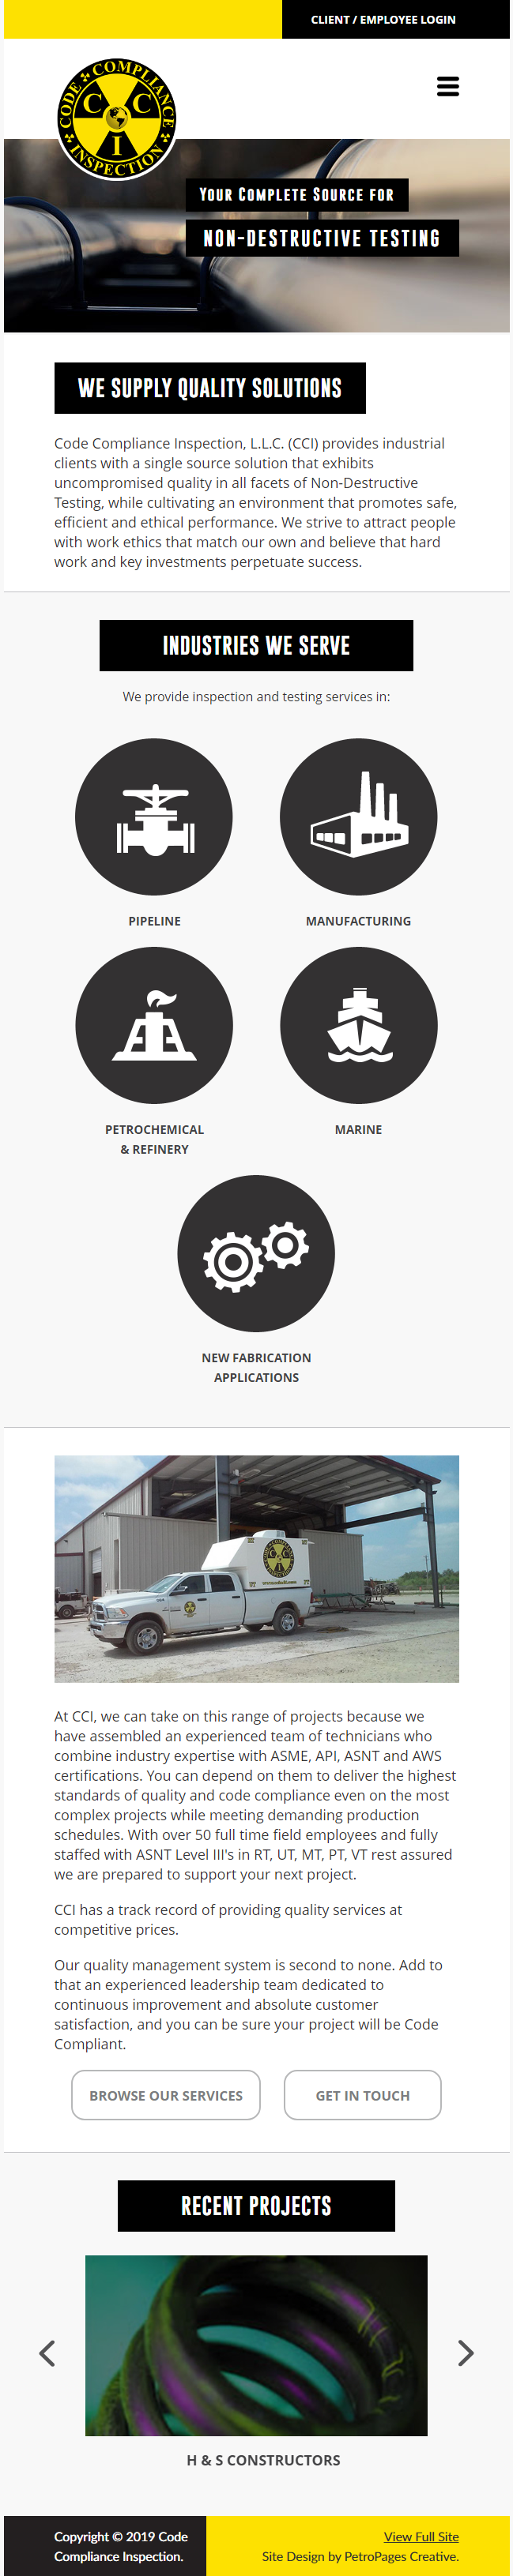 CLIENT / EMPLOYEE LOGIN
CODE COMPLIANCE INSPECTION
C C
I
YOUR COMPLETE SOURCE FOR
NON-DESTRUCTIVE TESTING
WE SUPPLY QUALITY SOLUTIONS
Code Compliance Inspection, L.L.C. (CCI) provides industrial
clients with a single source solution that exhibits
uncompromised quality in all facets of Non-Destructive
Testing, while cultivating an environment that promotes safe,
efficient and ethical performance. We strive to attract people
with work ethics that match our own and believe that hard
work and key investments perpetuate success.
INDUSTRIES WE SERVE
We provide inspection and testing services in:
PIPELINE
MANUFACTURING
PETROCHEMICAL
& REFINERY
MARINE
NEW FABRICATION
APPLICATIONS
At CCI, we can take on this range of projects because we
have assembled an experienced team of technicians who
combine industry expertise with ASME, API, ASNT and AWS
certifications. You can depend on them to deliver the highest
standards of quality and code compliance even on the most
complex projects while meeting demanding production
schedules. With over 50 full time field employees and fully
staffed with ASNT Level III's in RT, UT, MT, PT, VT rest assured
we are prepared to support your next project.
CCI has a track record of providing quality services at
competitive prices.
Our quality management system is second to none. Add to
that an experienced leadership team dedicated to
continuous improvement and absolute customer
satisfaction, and you can be sure your project will be Code
Compliant.
BROWSE OUR SERVICES
GET IN TOUCH
RECENT PROJECTS
H & S CONSTRUCTORS
Copyright © 2019 Code
Compliance Inspection.
View Full Site
Site Design by PetroPages Creative.